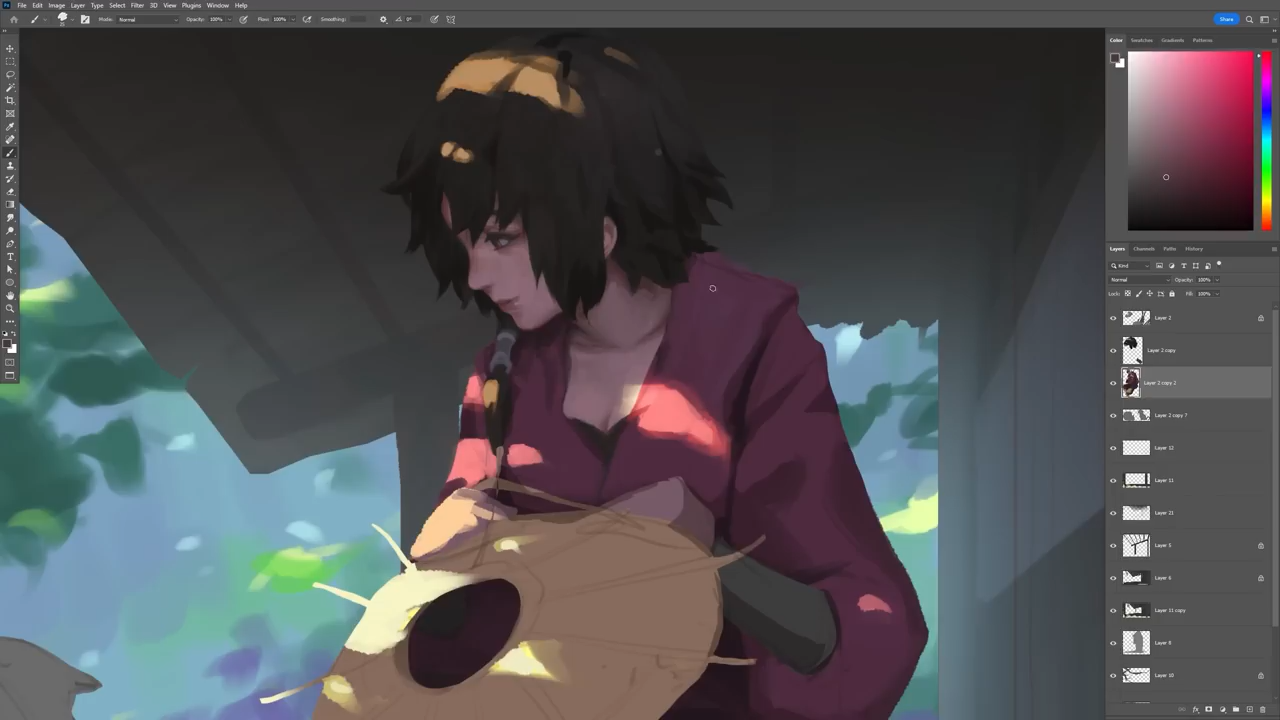 File Edit Image Layer Type Select Filter 3D View Plugins Window Help
Mode: Normal Opacity: 100% Flow: 100% Smoothing: 0° Share
Color Swatches Gradients Patterns
Layers Channels Paths History
Kind
Normal Opacity: 100%
Lock: Fill: 100%
Layer 2
Layer 2 copy
Layer 2 copy 2
Layer 2 copy 7
Layer 12
Layer 11
Layer 21
Layer 5
Layer 6
Layer 11 copy
Layer 8
Layer 10